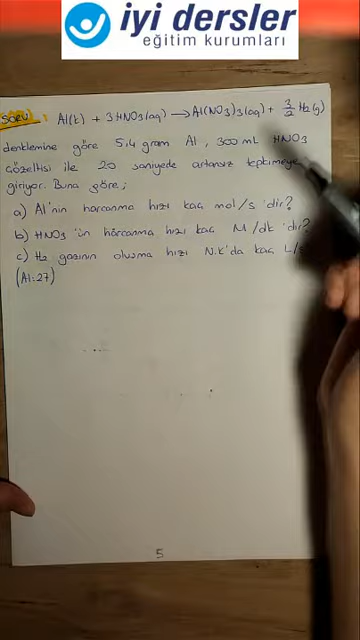 iyi dersler
eğitim kurumları
SORU: Al(k) + 3HNO3(aq) → Al(NO3)3(aq) + 3/2 H2(g)
denklemine göre 5,4 gram Al, 300 mL HNO3
çözeltisi ile 20 saniyede artansız tepkimeye
giriyor. Buna göre;
a) Al'nin harcanma hızı kaç mol/s 'dir?
b) HNO3 'ün harcanma hızı kaç M/dk 'dir?
c) H2 gazının oluşma hızı N.K'da kaç L/s
(Al=27)
5